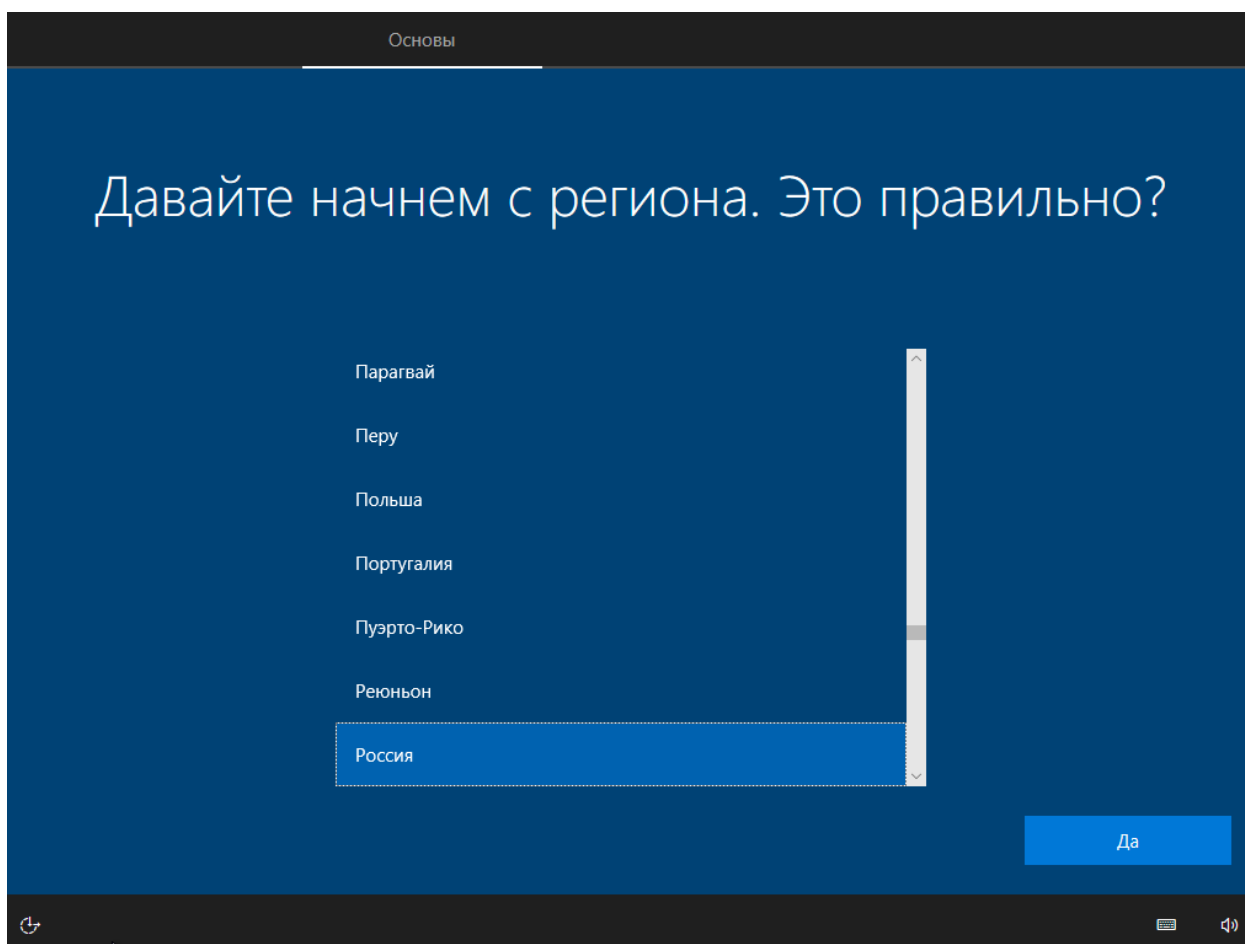 Основы
Давайте начнем с региона. Это правильно?
Парагвай
Перу
Польша
Португалия
Пуэрто-Рико
Реюньон
Россия
Да